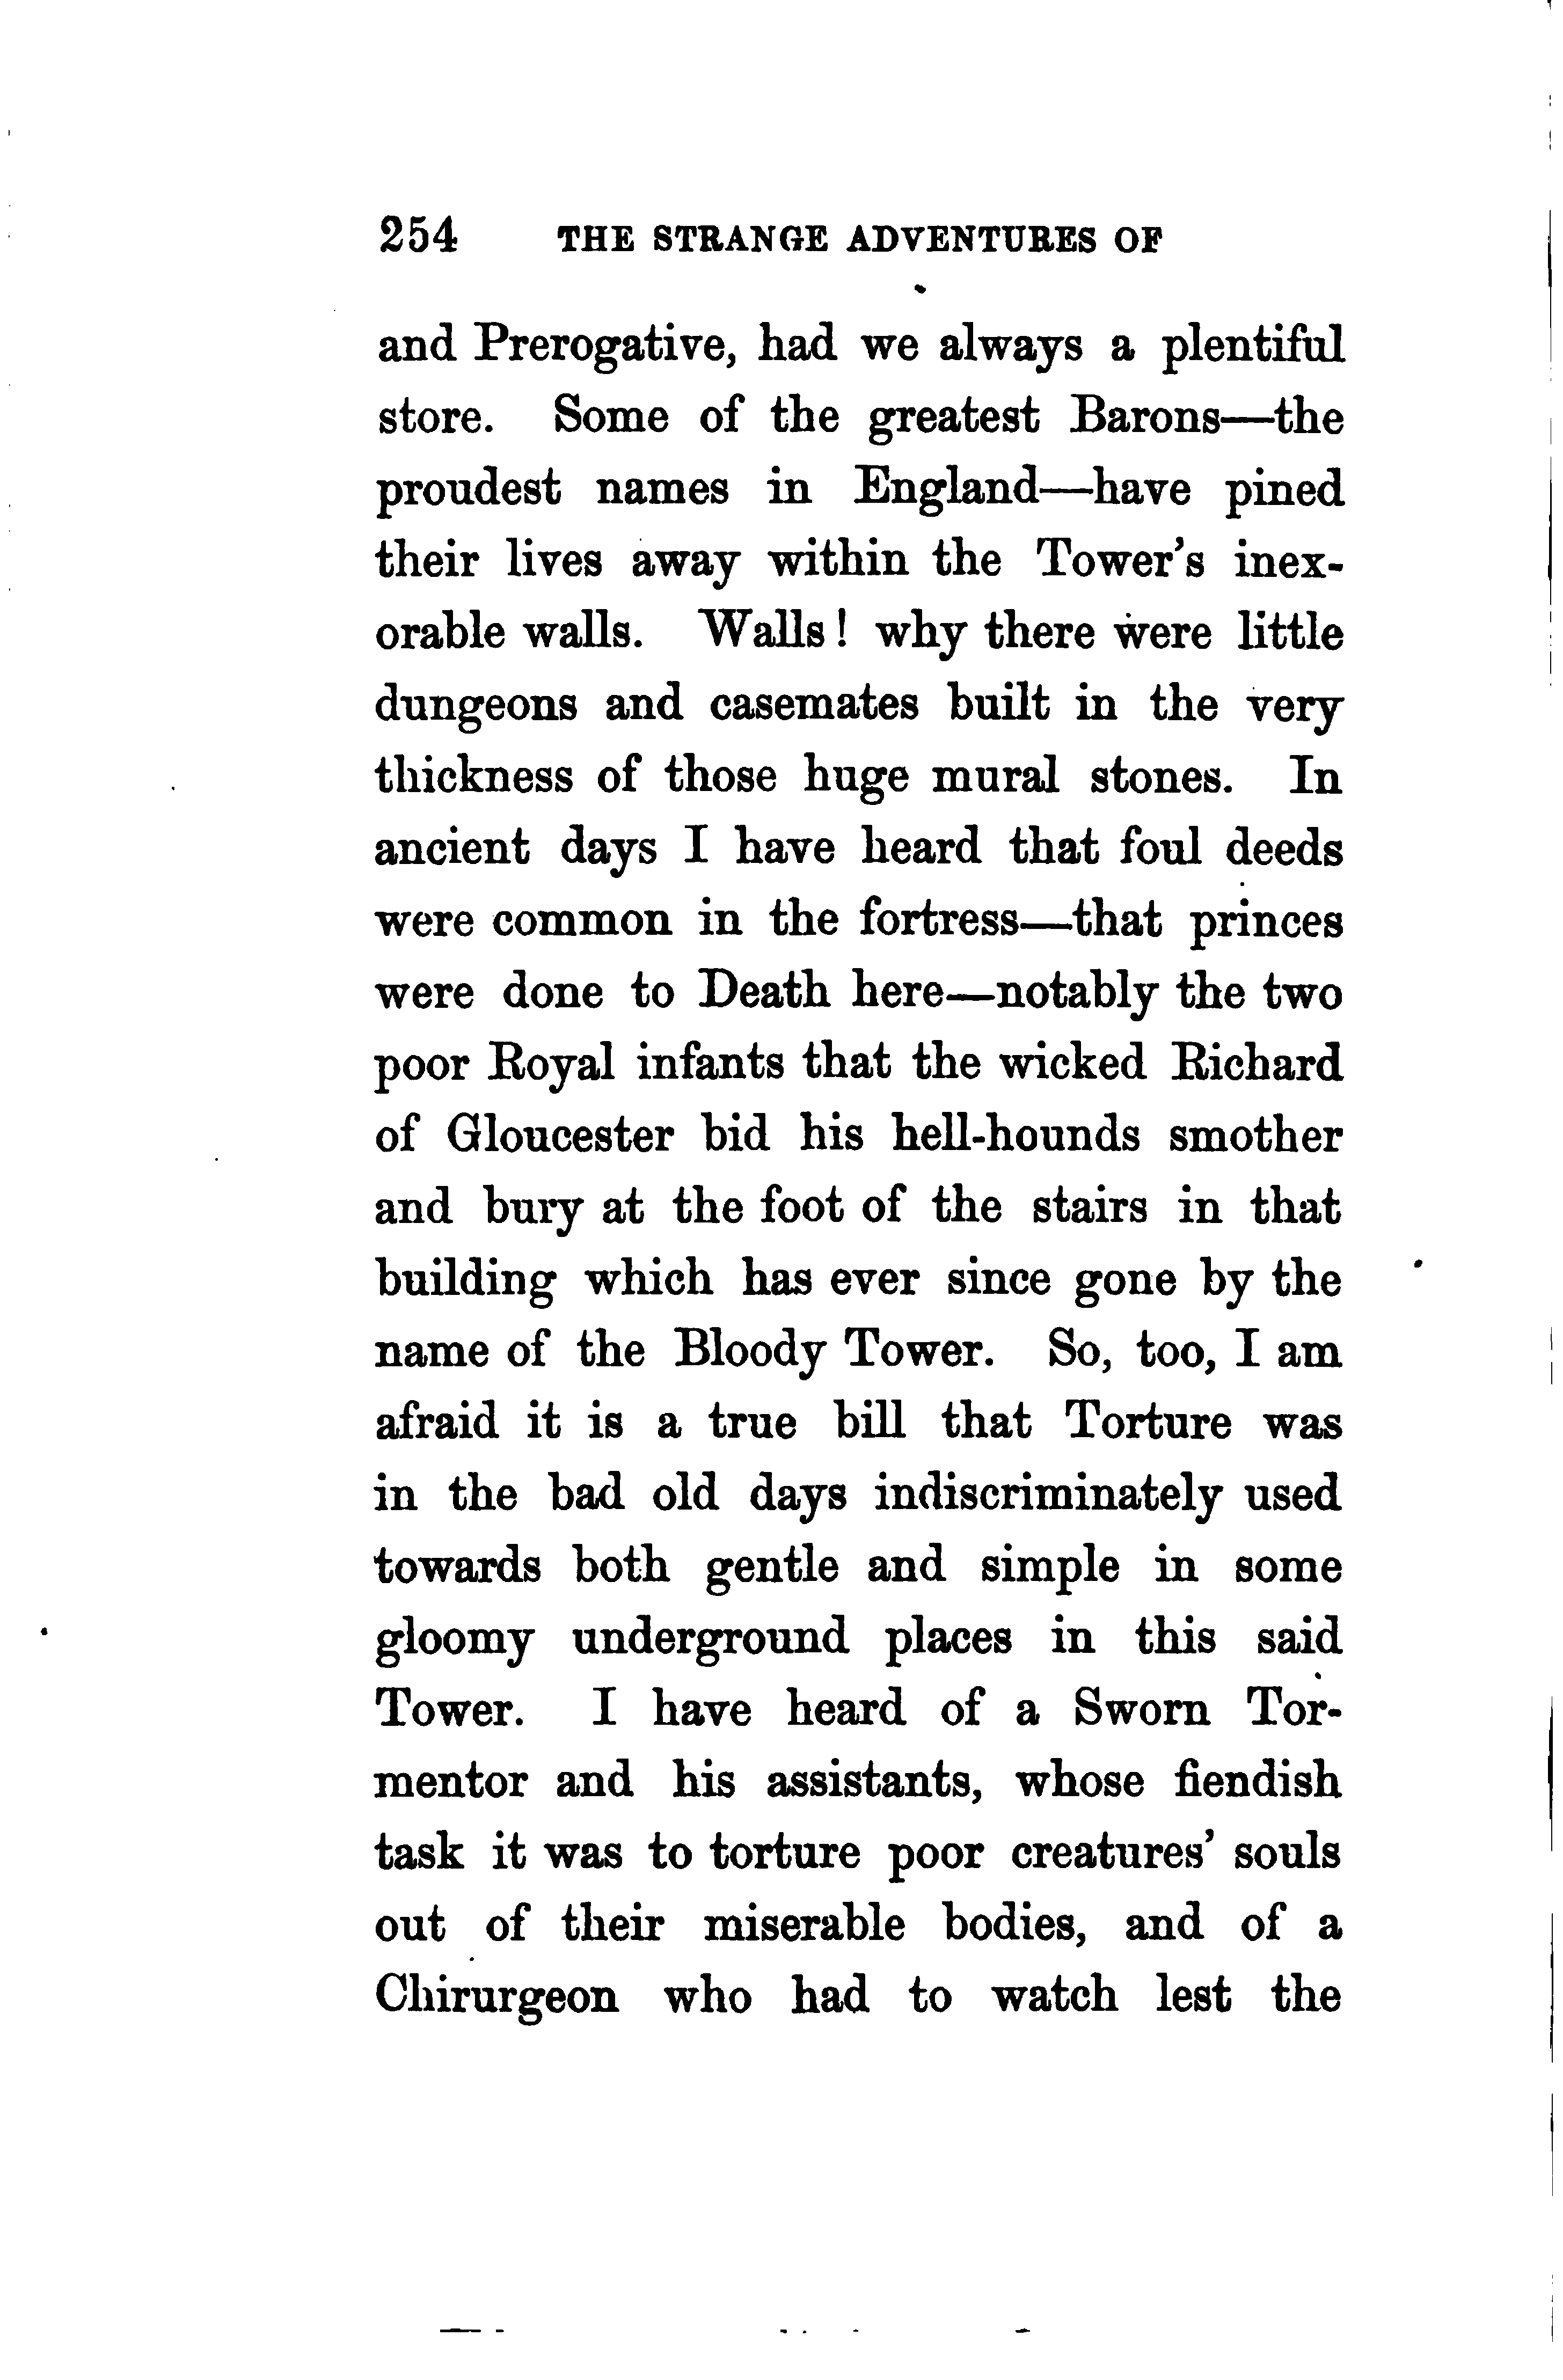 254 THE STRANGE ADVENTURES OF
and Prerogative, had we always a plentiful
store. Some of the greatest Barons—the
proudest names in England—have pined
their lives away within the Tower's inex-
orable walls. Walls! why there were little
dungeons and casemates built in the very
thickness of those huge mural stones. In
ancient days I have heard that foul deeds
were common in the fortress—that princes
were done to Death here—notably the two
poor Royal infants that the wicked Richard
of Gloucester bid his hell-hounds smother
and bury at the foot of the stairs in that
building which has ever since gone by the
name of the Bloody Tower. So, too, I am
afraid it is a true bill that Torture was
in the bad old days indiscriminately used
towards both gentle and simple in some
gloomy underground places in this said
Tower. I have heard of a Sworn Tor-
mentor and his assistants, whose fiendish
task it was to torture poor creatures' souls
out of their miserable bodies, and of a
Chirurgeon who had to watch lest the